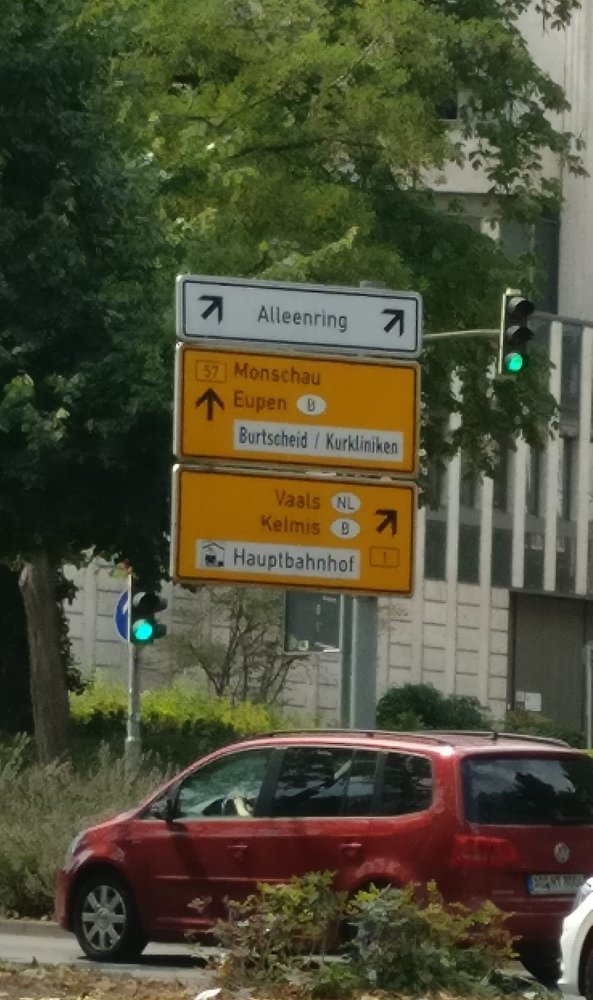 Alleenring
57 Monschau
Eupen B
Burtscheid / Kurkliniken
Vaals NL
Kelmis B
Hauptbahnhof 1